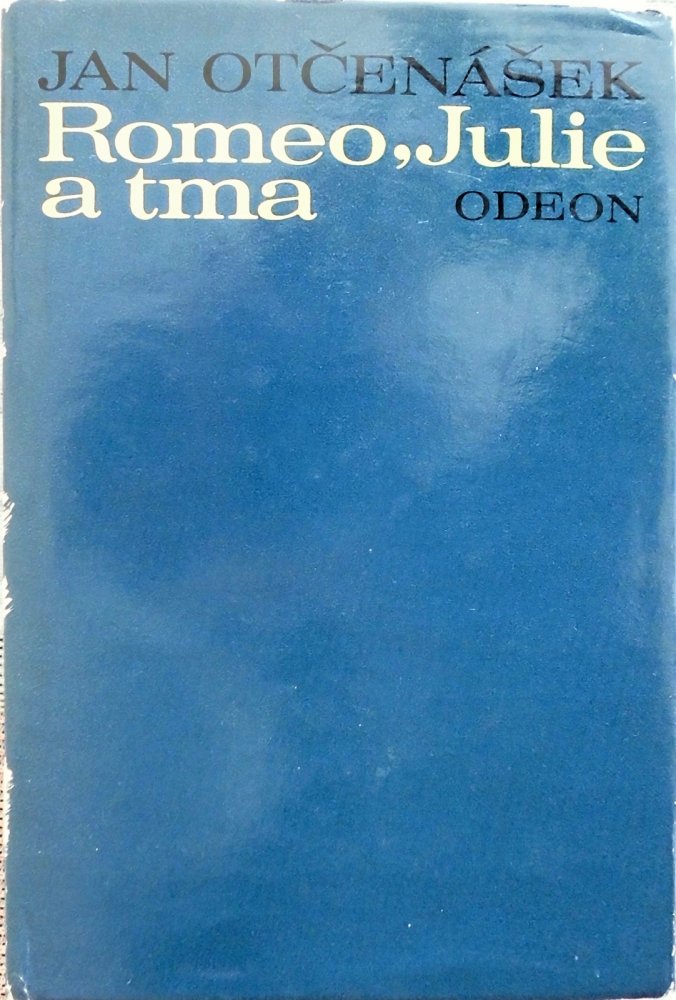 JAN OTČENÁŠEK
Romeo, Julie
a tma
ODEON